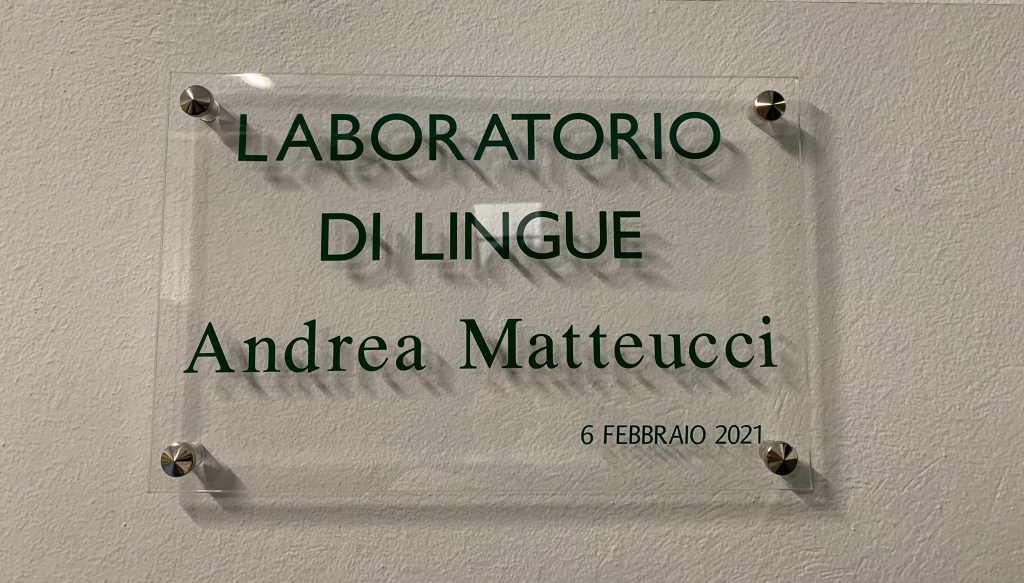 LABORATORIO
DI LINGUE
Andrea Matteucci
6 FEBBRAIO 2021